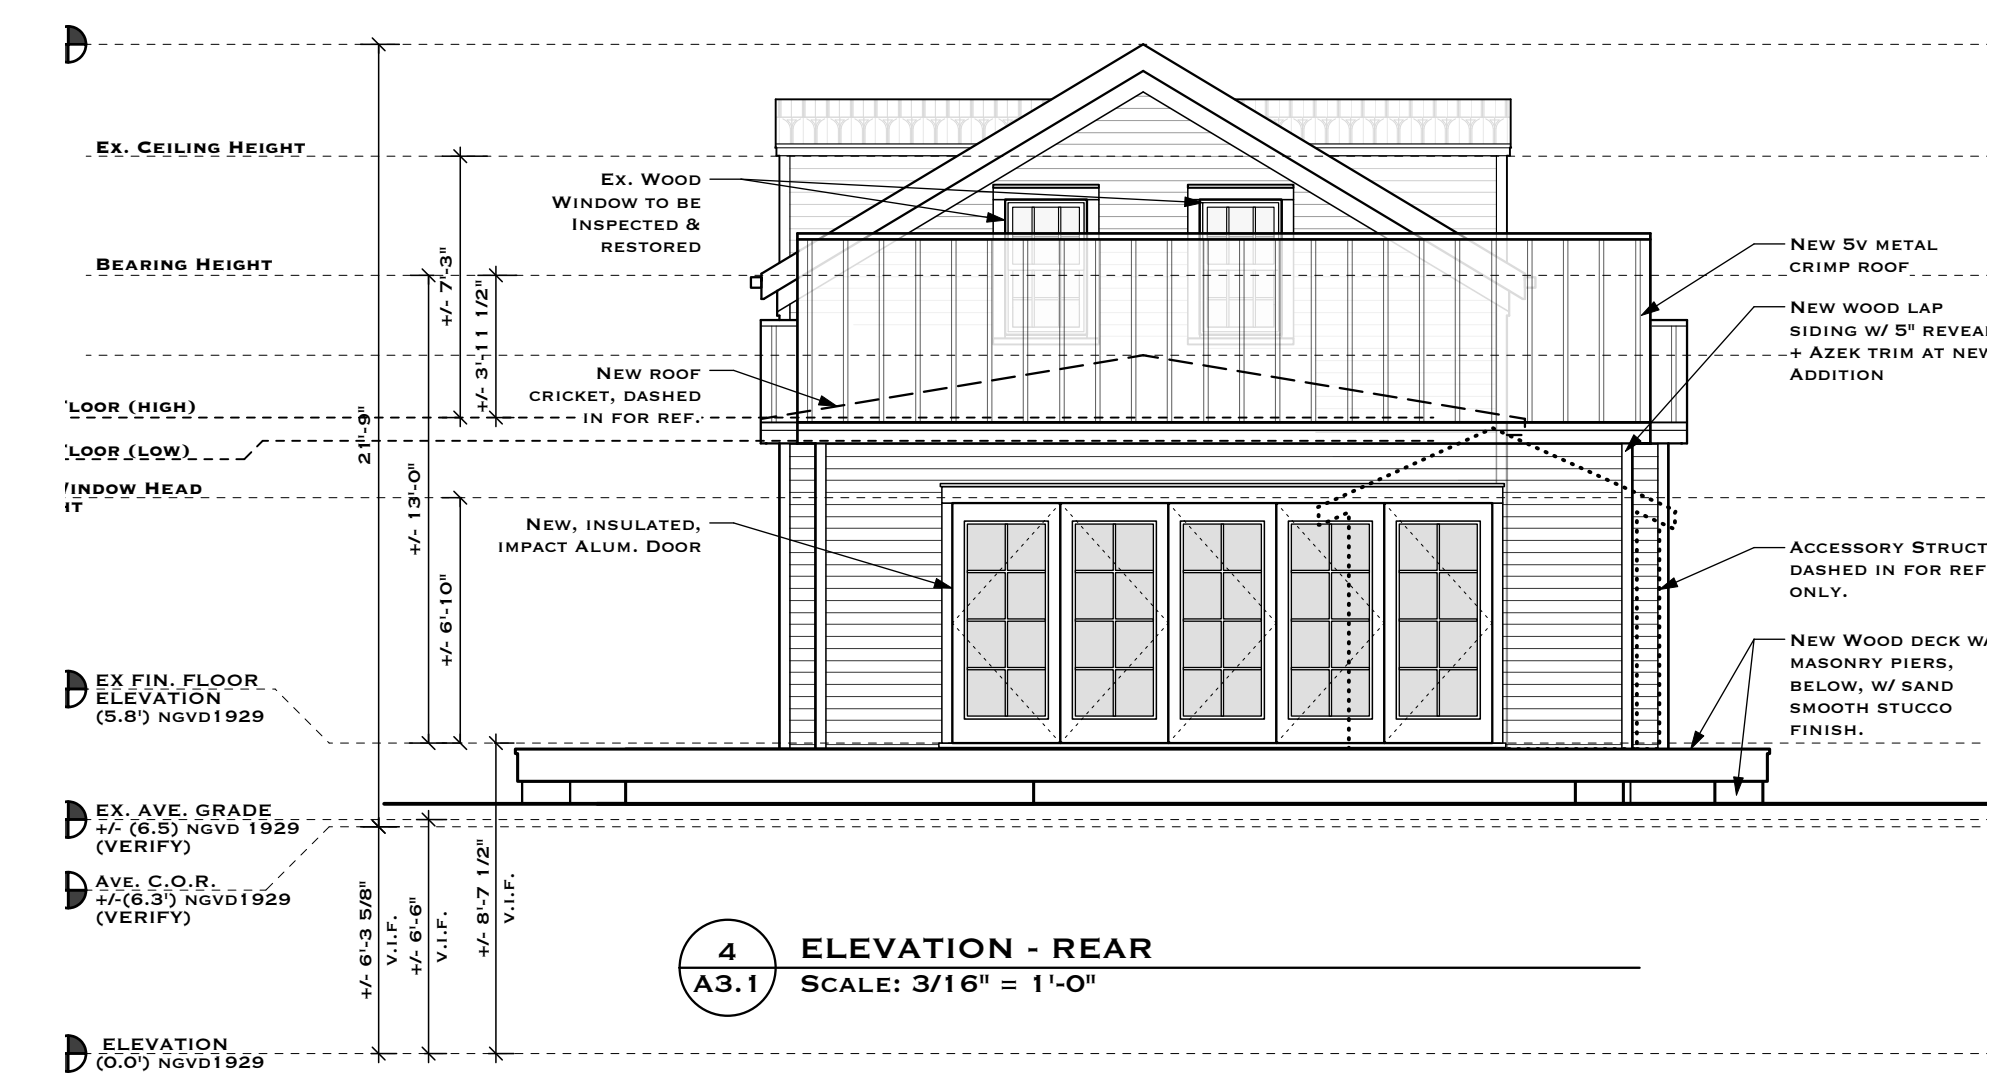 Ex. Ceiling Height
Bearing Height
loor (high)
loor (low)
indow Head
ht
EX FIN. FLOOR
ELEVATION
(5.8') NGVD1929
EX. AVE. GRADE
+/- (6.5) NGVD 1929
(VERIFY)
Ave. C.O.R.
+/-(6.3') NGVD1929
(VERIFY)
ELEVATION
(0.0') NGVD1929
21'-9"
+/- 13'-0"
+/- 7'-3"
+/- 3'-11 1/2"
+/- 6'-10"
+/- 6'-3 5/8"
V.I.F.
+/- 6'-6"
V.I.F.
+/- 8'-7 1/2"
V.I.F.
Ex. Wood
Window to be
Inspected &
restored
New roof
cricket, dashed
in for ref.
New, insulated,
impact Alum. Door
New 5v metal
crimp roof
New wood lap
siding w/ 5" revea
+ Azek trim at new
Addition
Accessory Struct
dashed in for ref
only.
New Wood deck w/
masonry piers,
below, w/ sand
smooth stucco
finish.
4
A3.1
ELEVATION - REAR
Scale: 3/16" = 1'-0"